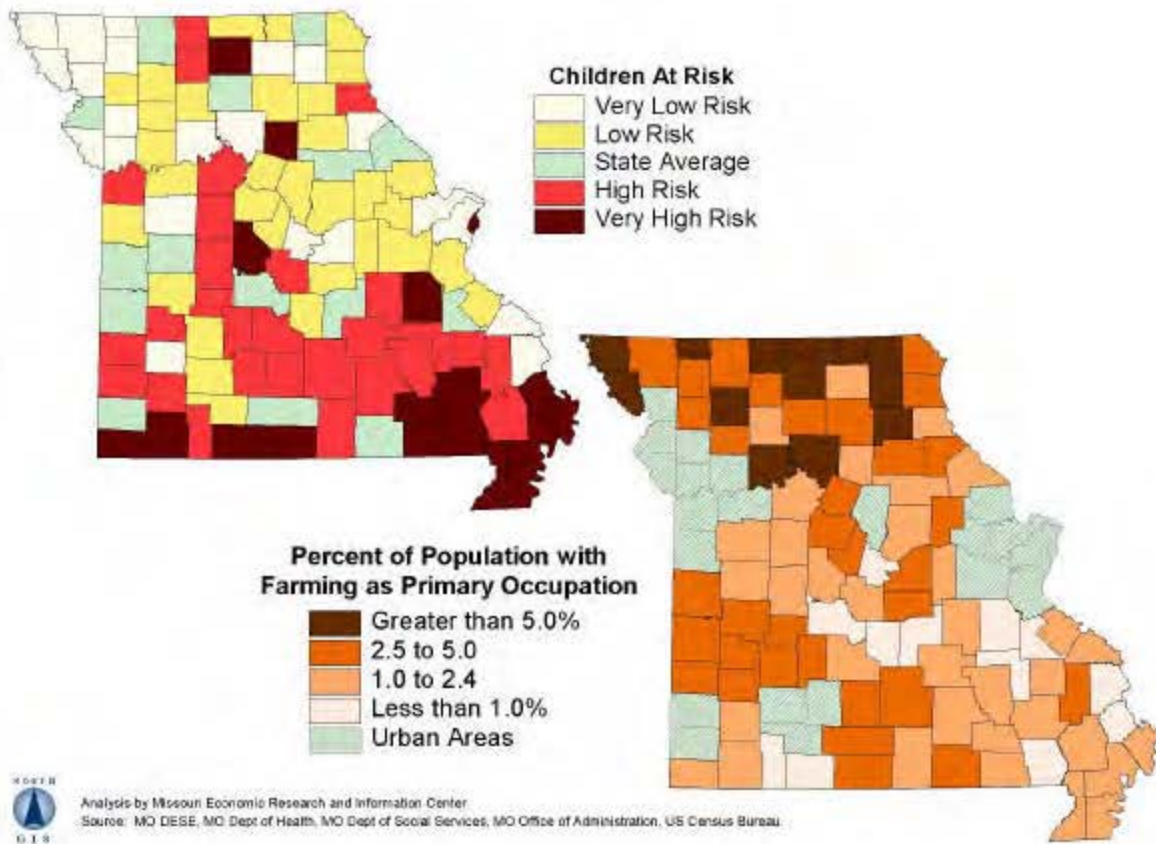 Children At Risk
Very Low Risk
Low Risk
State Average
High Risk
Very High Risk
Percent of Population with
Farming as Primary Occupation
Greater than 5.0%
2.5 to 5.0
1.0 to 2.4
Less than 1.0%
Urban Areas
NORTH
GIS
Analysis by Missouri Economic Research and Information Center
Source: MO DESE, MO Dept of Health, MO Dept of Social Services, MO Office of Administration, US Census Bureau